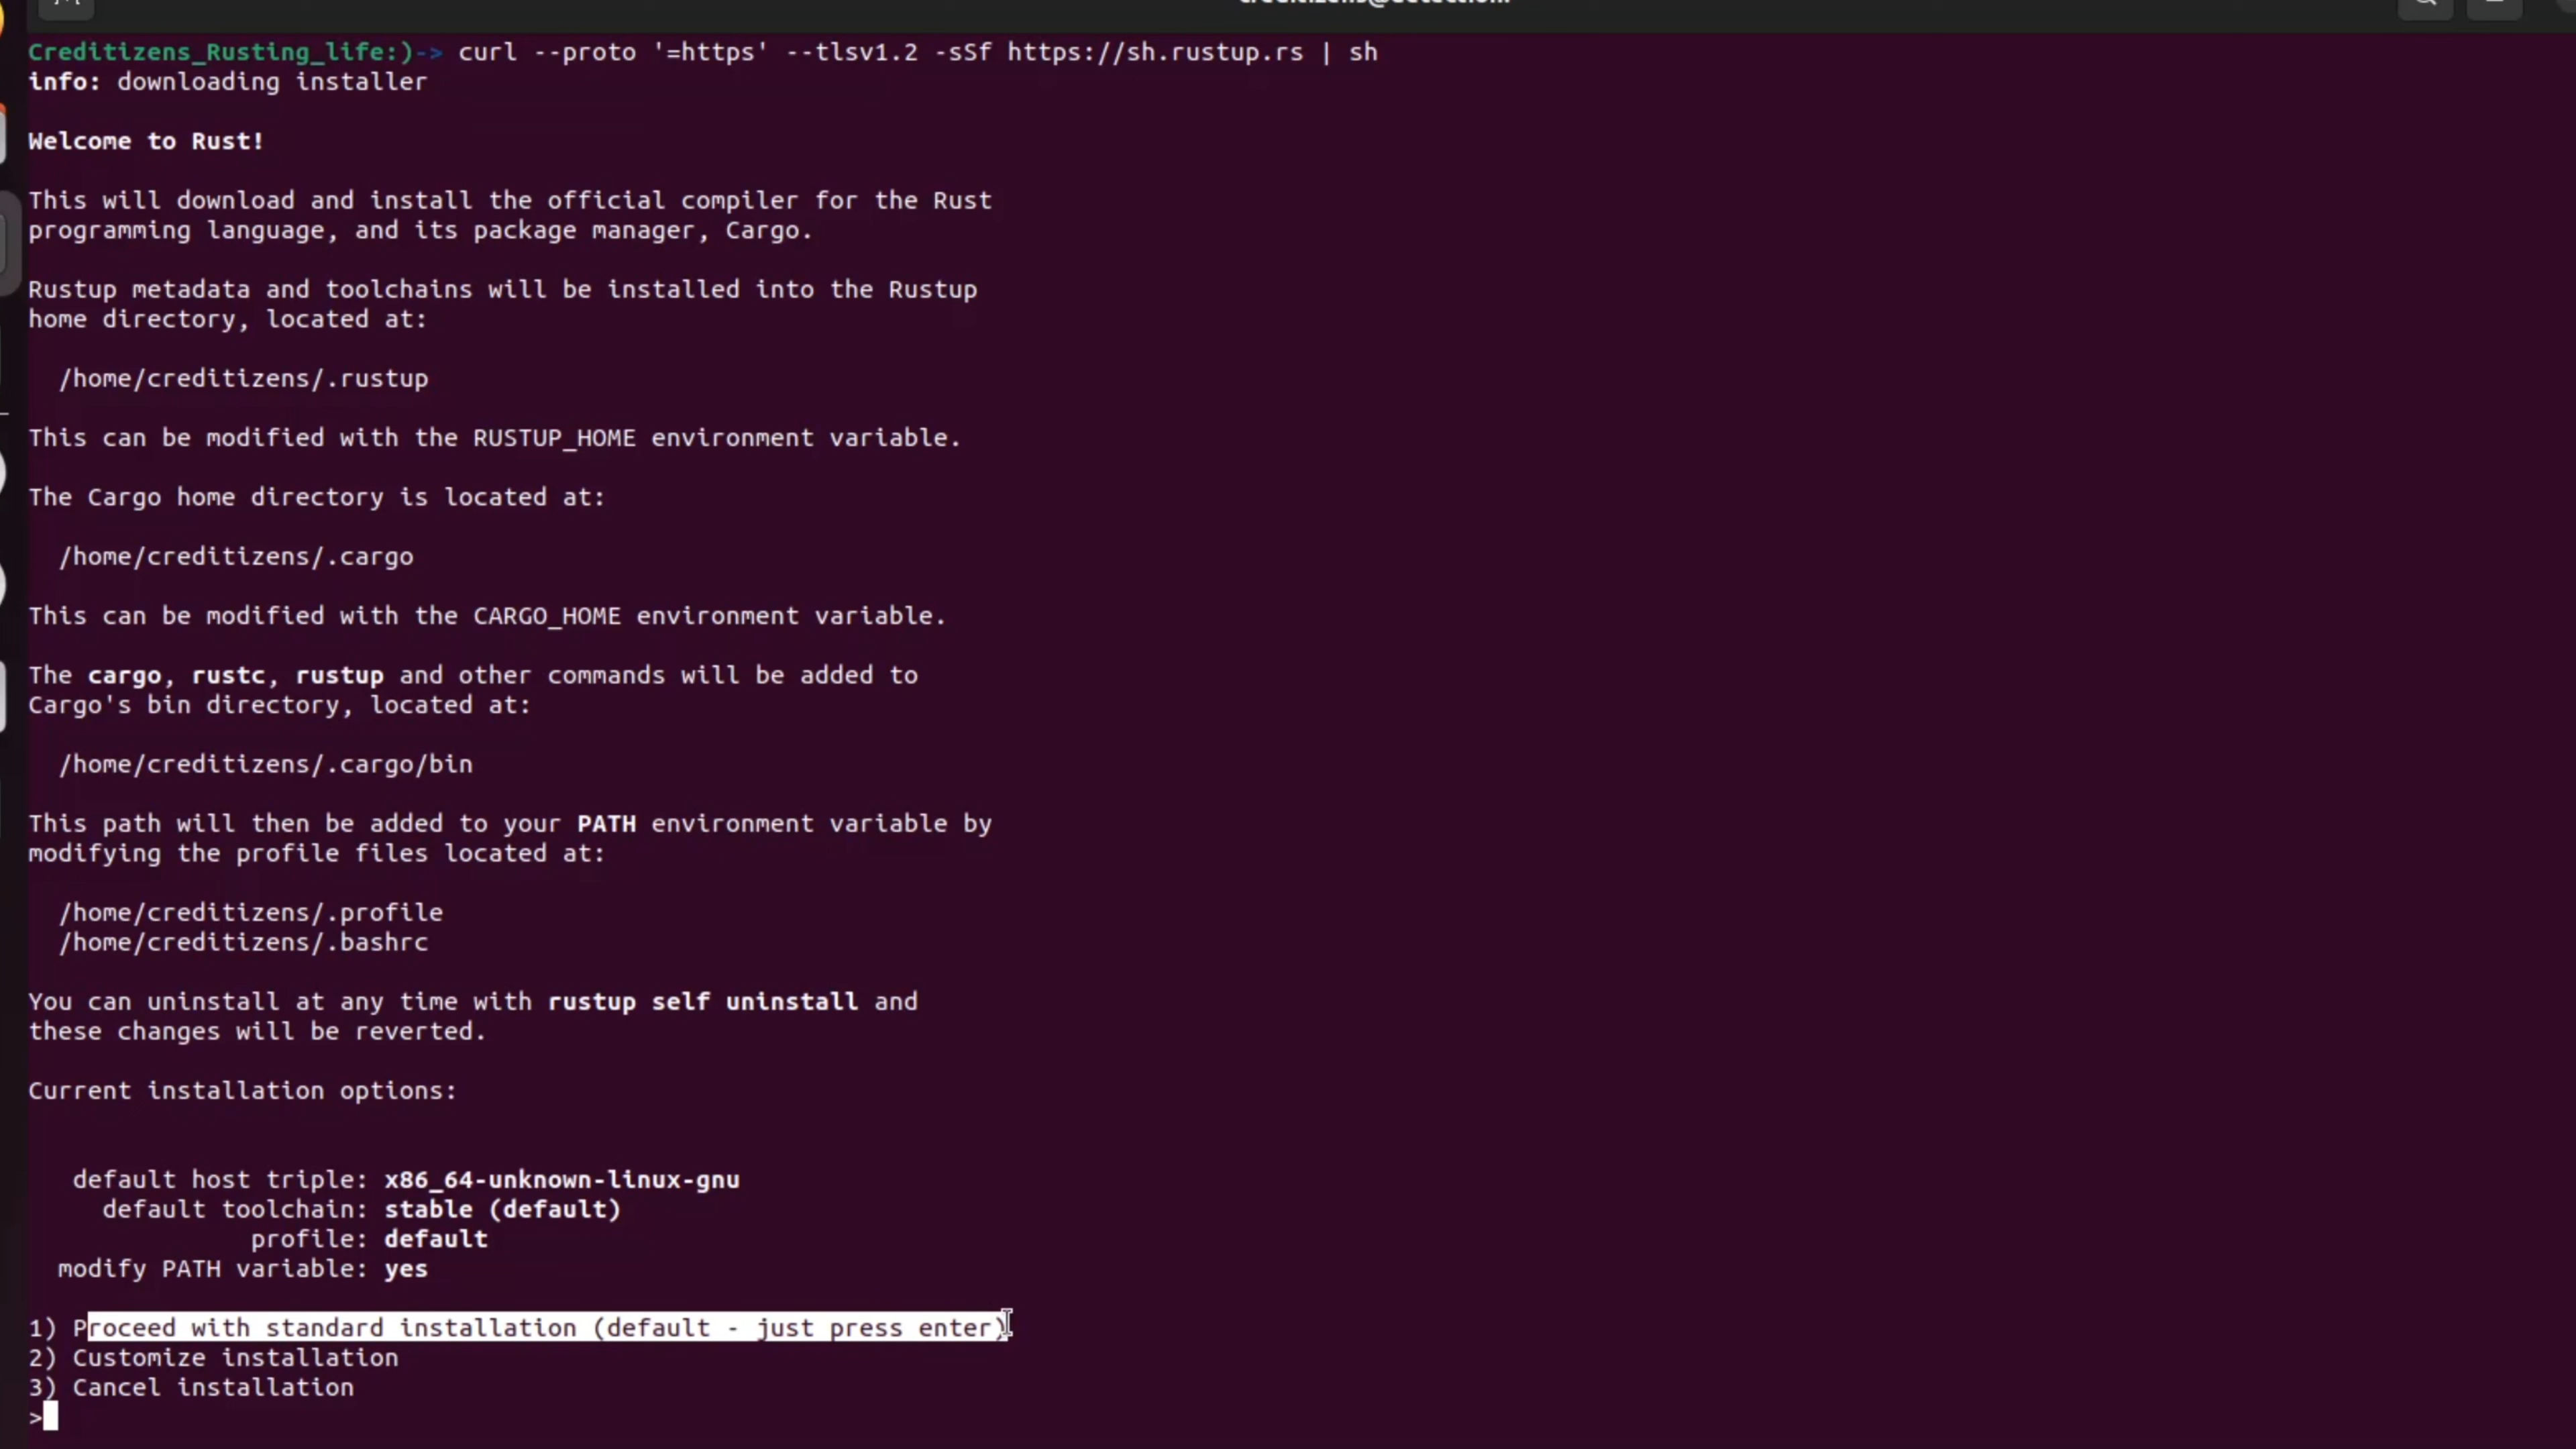 Creditizens_Rusting_life:)-> curl --proto '=https' --tlsv1.2 -sSf https://sh.rustup.rs | sh
info: downloading installer
Welcome to Rust!
This will download and install the official compiler for the Rust
programming language, and its package manager, Cargo.
Rustup metadata and toolchains will be installed into the Rustup
home directory, located at:
/home/creditizens/.rustup
This can be modified with the RUSTUP_HOME environment variable.
The Cargo home directory is located at:
/home/creditizens/.cargo
This can be modified with the CARGO_HOME environment variable.
The cargo, rustc, rustup and other commands will be added to
Cargo's bin directory, located at:
/home/creditizens/.cargo/bin
This path will then be added to your PATH environment variable by
modifying the profile files located at:
/home/creditizens/.profile
/home/creditizens/.bashrc
You can uninstall at any time with rustup self uninstall and
these changes will be reverted.
Current installation options:
default host triple: x86_64-unknown-linux-gnu
default toolchain: stable (default)
profile: default
modify PATH variable: yes
1) Proceed with standard installation (default - just press enter)
2) Customize installation
3) Cancel installation
>